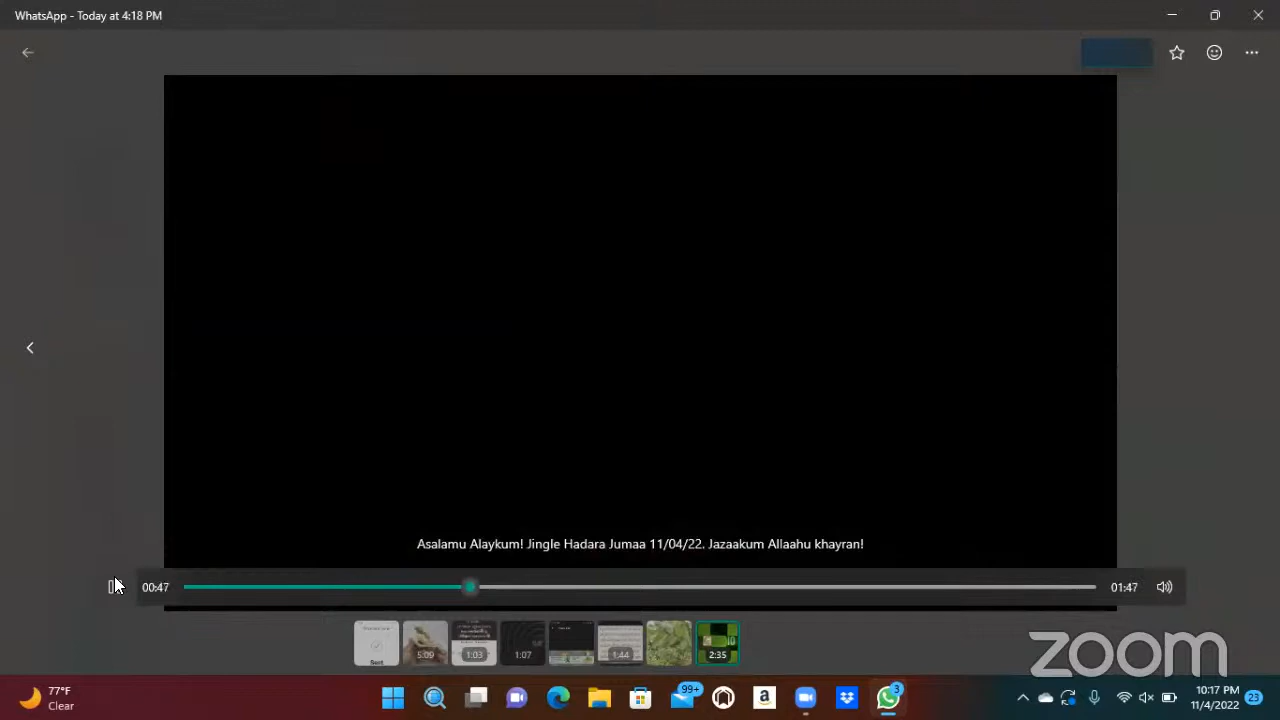 WhatsApp - Today at 4:18 PM
Asalamu Alaykum! Jingle Hadara Jumaa 11/04/22. Jazaakum Allaahu khayran!
00:47
01:47
Sent
5:09
1:03
1:07
1:44
2:35
zoom
77°F
Clear
99+
a
3
10:17 PM
11/4/2022
23